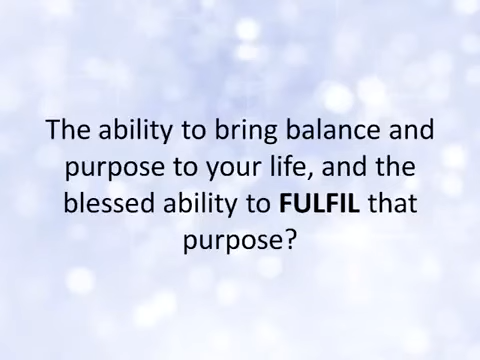 The ability to bring balance and
purpose to your life, and the
blessed ability to FULFIL that
purpose?